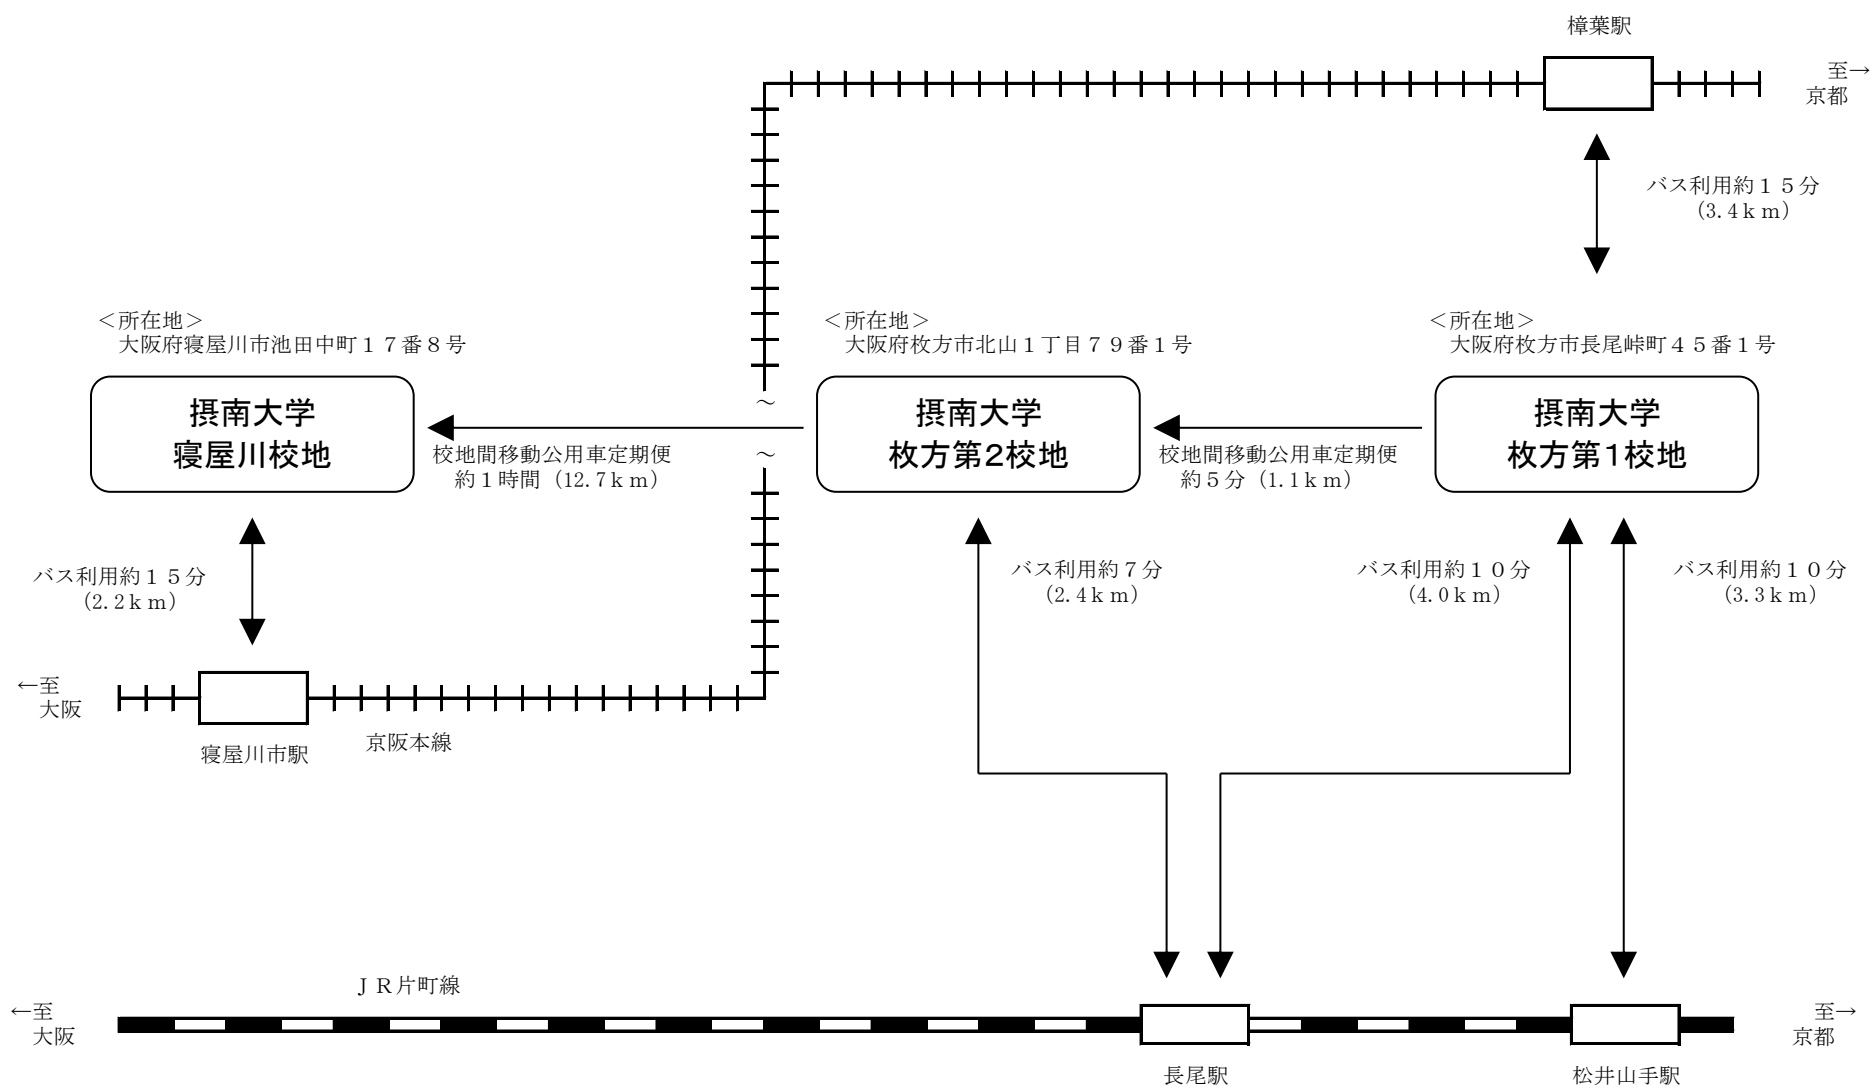 樟葉駅
至→
京都
バス利用約１５分
（3.4ｋｍ）
＜所在地＞
大阪府寝屋川市池田中町１７番８号
＜所在地＞
大阪府枚方市北山１丁目７９番１号
＜所在地＞
大阪府枚方市長尾峠町４５番１号
摂南大学
寝屋川校地
～
～
校地間移動公用車定期便
約１時間（12.7ｋｍ）
摂南大学
枚方第2校地
校地間移動公用車定期便
約５分（1.1ｋｍ）
摂南大学
枚方第1校地
バス利用約１５分
（2.2ｋｍ）
バス利用約７分
（2.4ｋｍ）
バス利用約１０分
（4.0ｋｍ）
バス利用約１０分
（3.3ｋｍ）
←至
大阪
寝屋川市駅
京阪本線
ＪＲ片町線
←至
大阪
至→
京都
長尾駅
松井山手駅